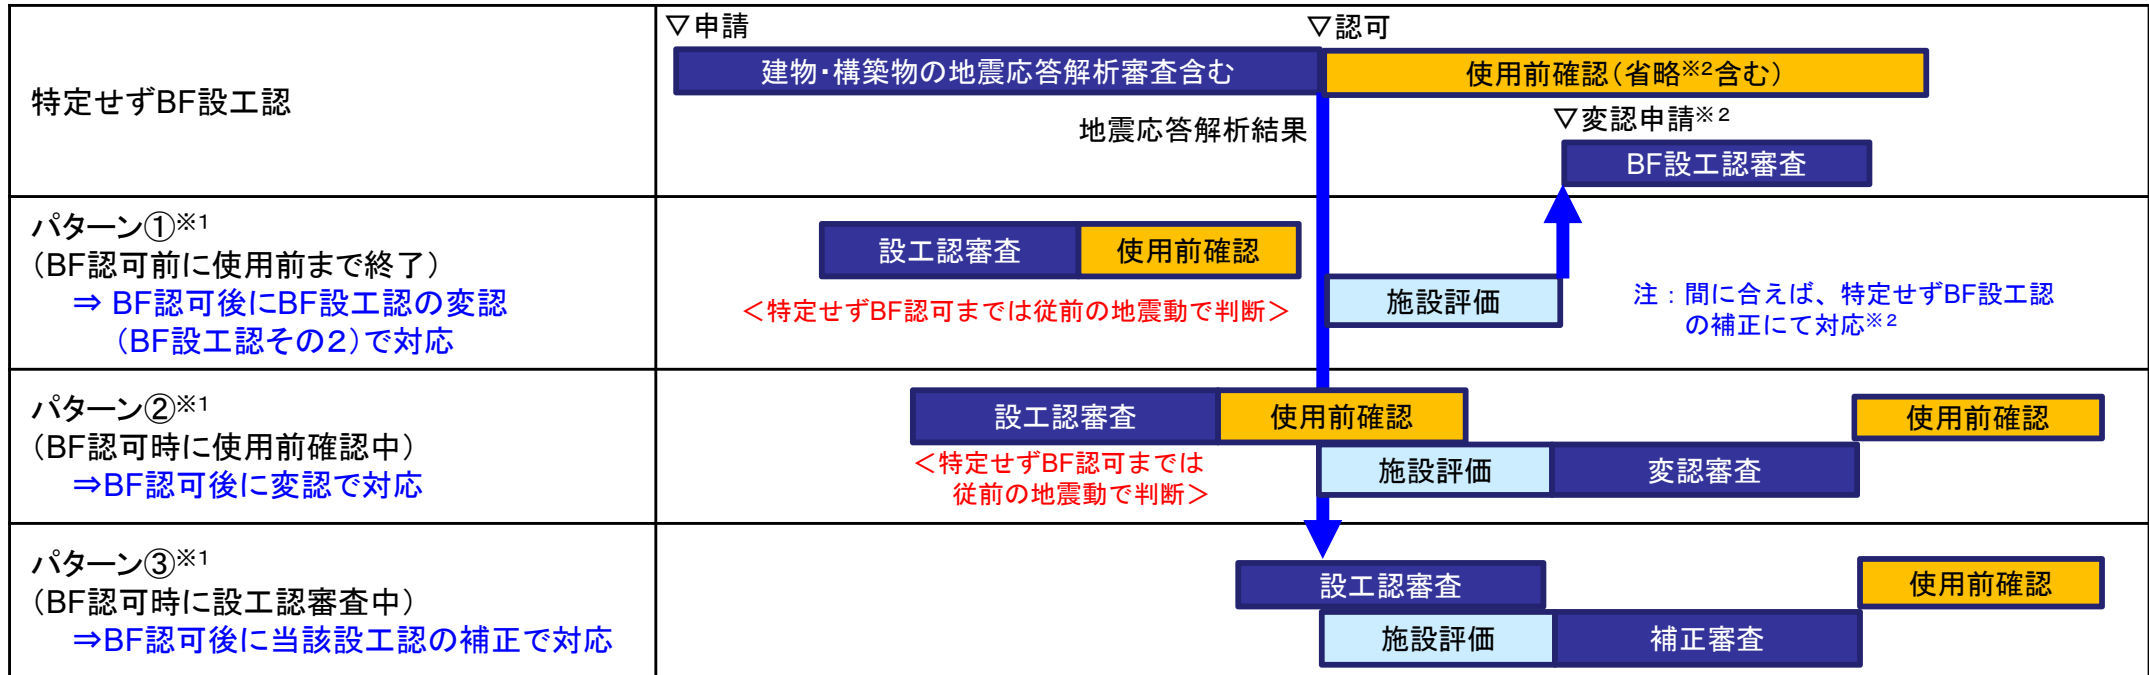 ▽申請
▽認可
特定せずBF設工認
建物・構築物の地震応答解析審査含む
使用前確認(省略※2含む)
地震応答解析結果
▽変認申請※2
BF設工認審査
パターン①※1
(BF認可前に使用前まで終了)
⇒ BF認可後にBF設工認の変認
(BF設工認その2)で対応
設工認審査
使用前確認
<特定せずBF認可までは従前の地震動で判断>
施設評価
注:間に合えば、特定せずBF設工認
の補正にて対応※2
パターン②※1
(BF認可時に使用前確認中)
⇒BF認可後に変認で対応
設工認審査
使用前確認
使用前確認
<特定せずBF認可までは
従前の地震動で判断>
施設評価
変認審査
パターン③※1
(BF認可時に設工認審査中)
⇒BF認可後に当該設工認の補正で対応
設工認審査
使用前確認
施設評価
補正審査